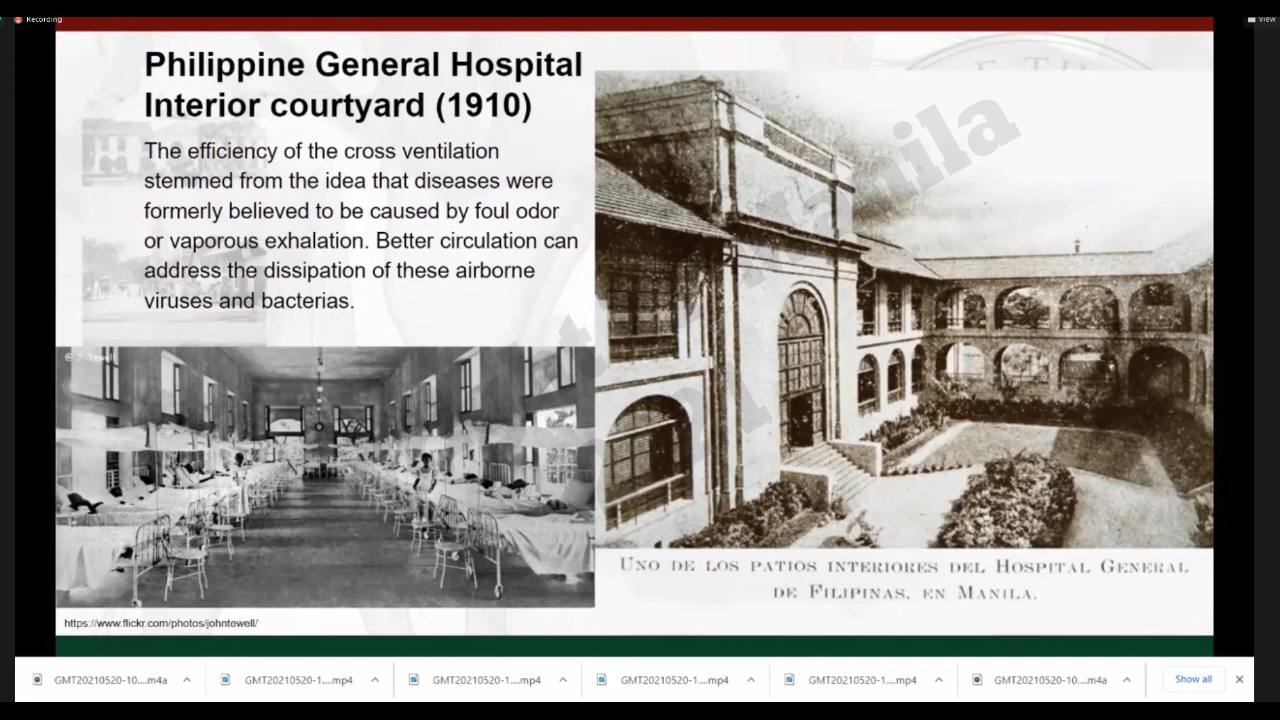 Recording
View
Philippine General Hospital
Interior courtyard (1910)
The efficiency of the cross ventilation
stemmed from the idea that diseases were
formerly believed to be caused by foul odor
or vaporous exhalation. Better circulation can
address the dissipation of these airborne
viruses and bacterias.
Tewell
UNO DE LOS PATIOS INTERIORES DEL HOSPITAL GENERAL
DE FILIPINAS, EN MANILA.
https://www.flickr.com/photos/johntewell/
GMT20210520-10....m4a
GMT20210520-1....mp4
GMT20210520-1....mp4
GMT20210520-1....mp4
GMT20210520-1....mp4
GMT20210520-10....m4a
Show all